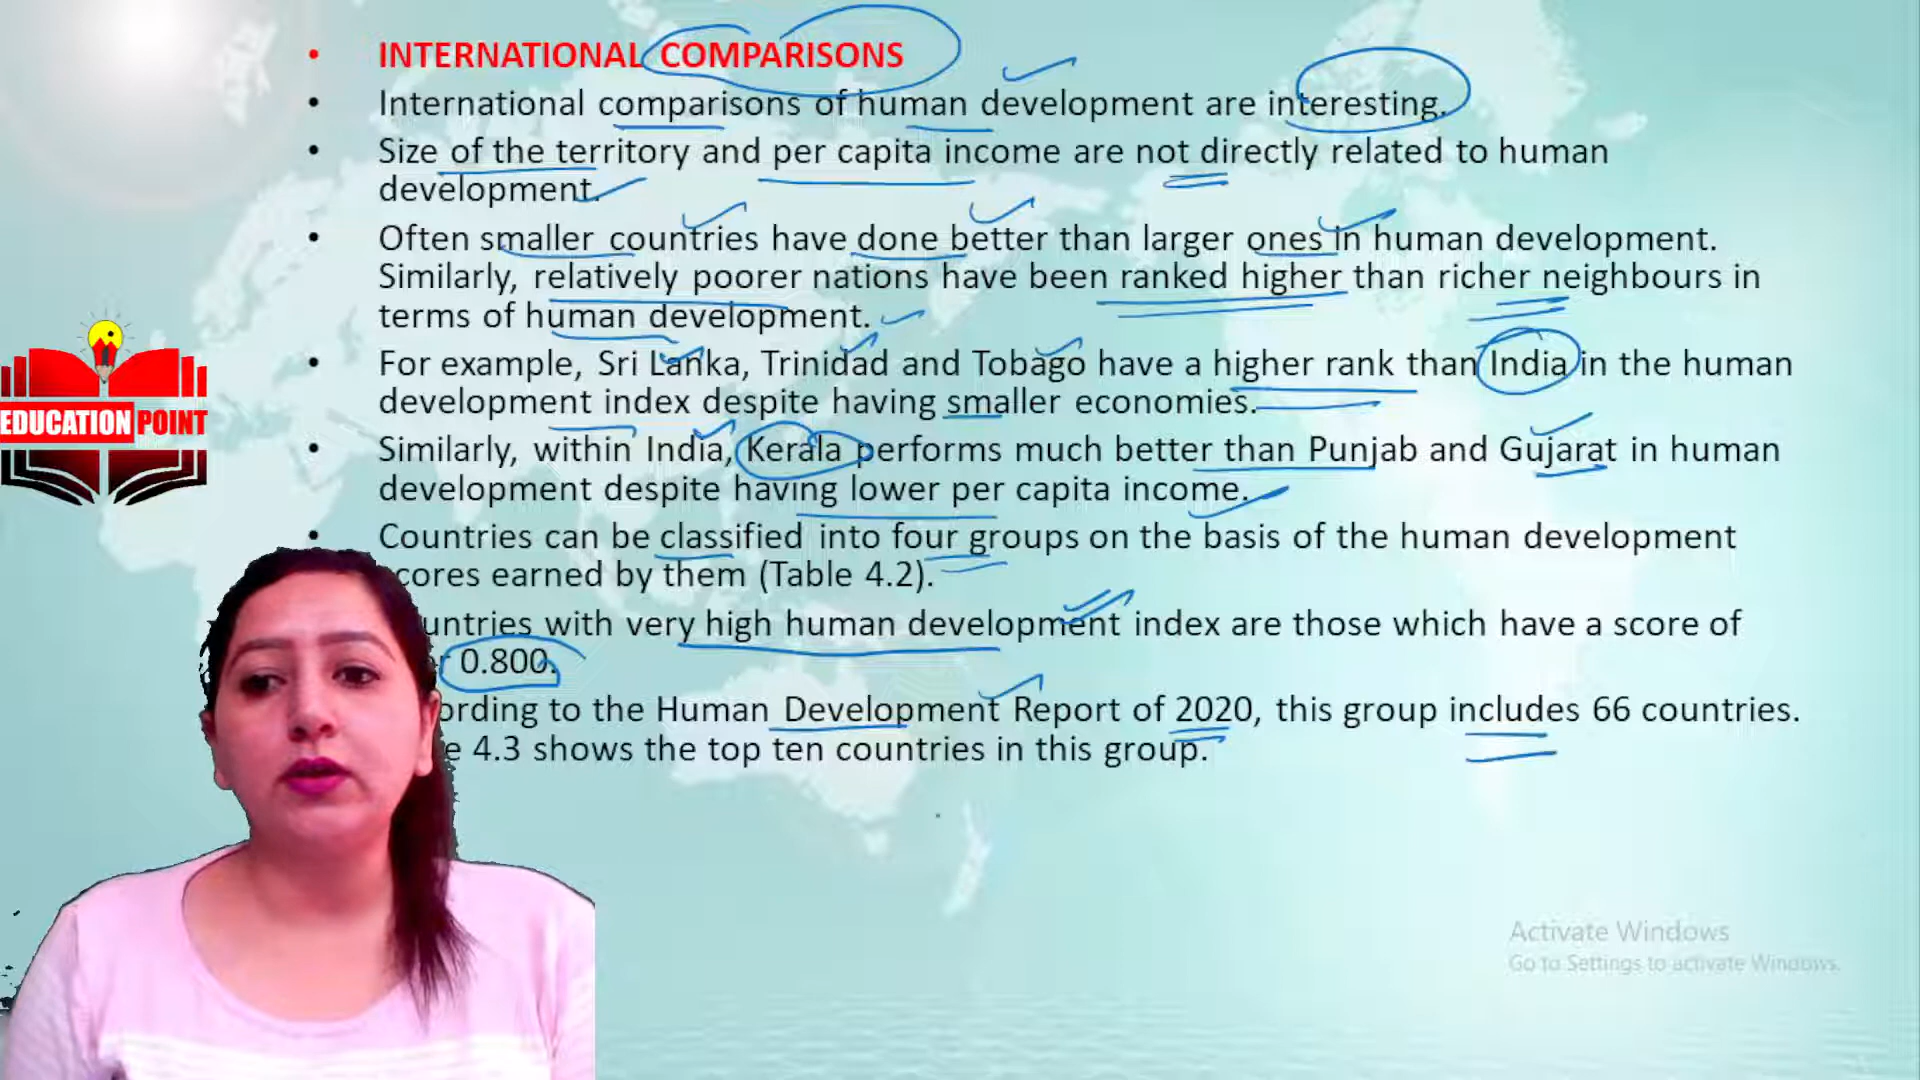 • INTERNATIONAL COMPARISONS
• International comparisons of human development are interesting.
• Size of the territory and per capita income are not directly related to human
development.
• Often smaller countries have done better than larger ones in human development.
Similarly, relatively poorer nations have been ranked higher than richer neighbours in
terms of human development.
• For example, Sri Lanka, Trinidad and Tobago have a higher rank than India in the human
development index despite having smaller economies.
• Similarly, within India, Kerala performs much better than Punjab and Gujarat in human
development despite having lower per capita income.
• Countries can be classified into four groups on the basis of the human development
cores earned by them (Table 4.2).
untries with very high human development index are those which have a score of
0.800.
ording to the Human Development Report of 2020, this group includes 66 countries.
e 4.3 shows the top ten countries in this group.
EDUCATION POINT
Activate Windows
Go to Settings to activate Windows.